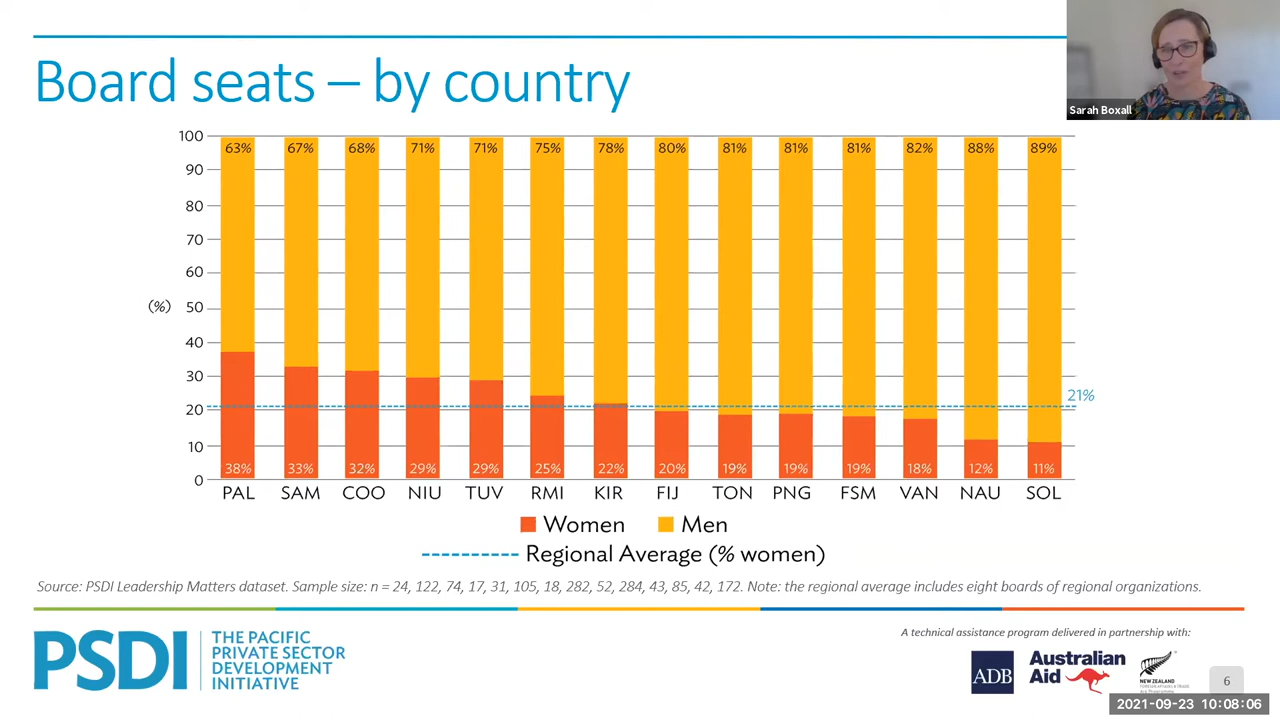 Board seats – by country
Sarah Boxall
100 63% 67% 68% 71% 71% 75% 78% 80% 81% 81% 81% 82% 88% 89%
90
80
70
60
(%) 50
40
30
21%
20
10
38% 33% 32% 29% 29% 25% 22% 20% 19% 19% 19% 18% 12% 11%
0
PAL SAM COO NIU TUV RMI KIR FIJ TON PNG FSM VAN NAU SOL
Women Men
Regional Average (% women)
Source: PSDI Leadership Matters dataset. Sample size: n = 24, 122, 74, 17, 31, 105, 18, 282, 52, 284, 43, 85, 42, 172. Note: the regional average includes eight boards of regional organizations.
PSDI
THE PACIFIC
PRIVATE SECTOR
DEVELOPMENT
INITIATIVE
A technical assistance program delivered in partnership with:
ADB
Australian
Aid
NEW ZEALAND
6
2021-09-23 10:08:06